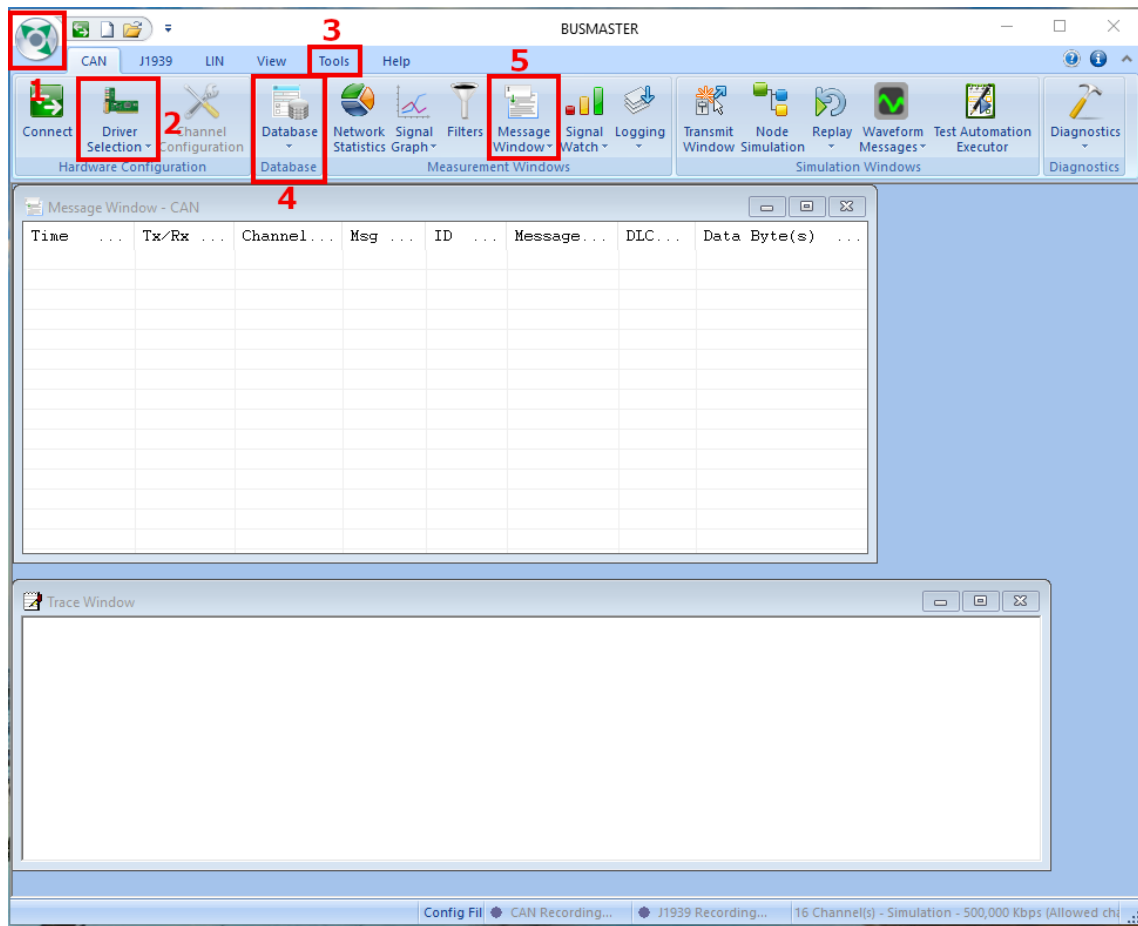 BUSMASTER
3
CAN J1939 LIN View Tools Help
5
1
2
Connect Driver Selection Channel Configuration Database Network Statistics Signal Graph Filters Message Window Signal Watch Logging Transmit Window Node Simulation Replay Waveform Messages Test Automation Executor Diagnostics
Hardware Configuration Database Measurement Windows Simulation Windows Diagnostics
4
Message Window - CAN
Time ... Tx/Rx ... Channel... Msg ... ID ... Message... DLC... Data Byte(s) ...
Trace Window
Config Fil CAN Recording... J1939 Recording... 16 Channel(s) - Simulation - 500,000 Kbps (Allowed cha